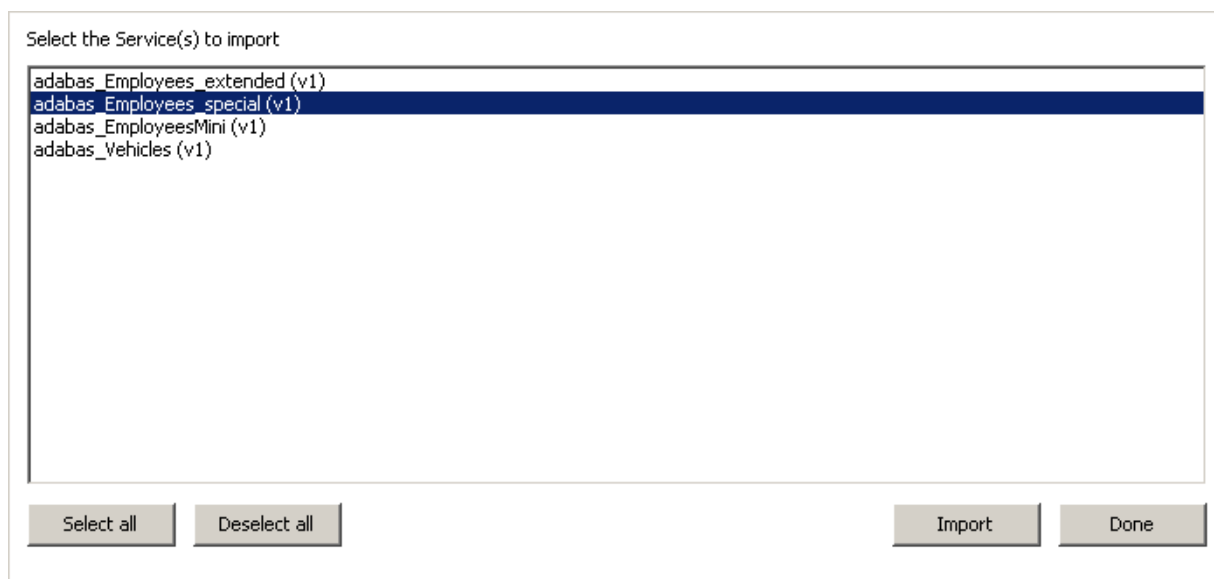 Select the Service(s) to import
adabas_Employees_extended (v1)
adabas_Employees_special (v1)
adabas_EmployeesMini (v1)
adabas_Vehicles (v1)
Select all
Deselect all
Import
Done